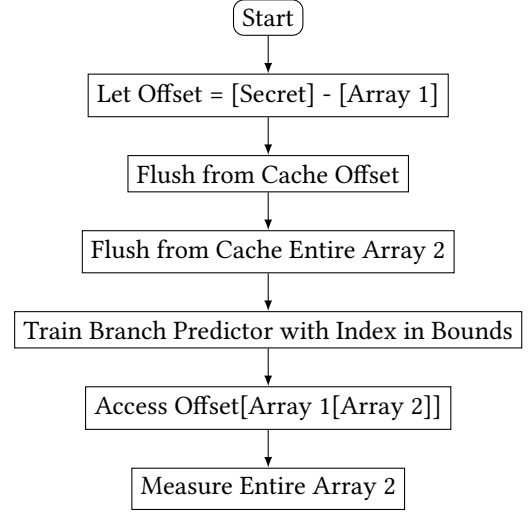 Start
Let Offset = [Secret] - [Array 1]
Flush from Cache Offset
Flush from Cache Entire Array 2
Train Branch Predictor with Index in Bounds
Access Offset[Array 1[Array 2]]
Measure Entire Array 2